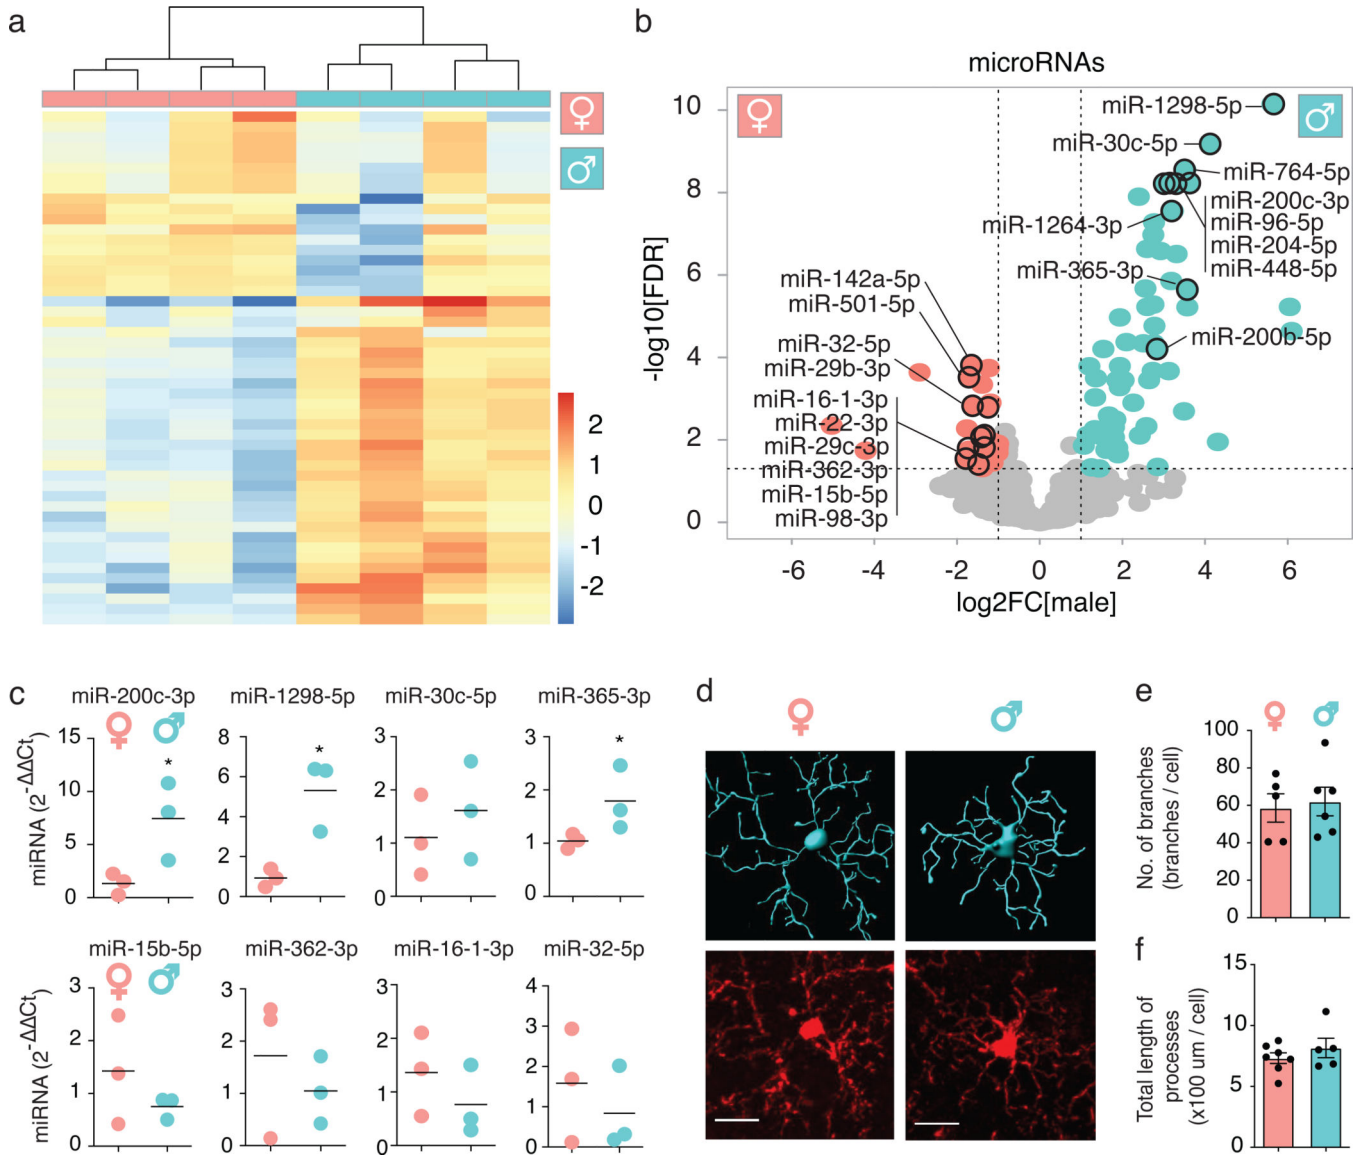 a
♀
♂
2
1
0
-1
-2
b
microRNAs
♀
♂
-log10[FDR]
10
8
6
4
2
0
miR-1298-5p
miR-30c-5p
miR-764-5p
miR-200c-3p
miR-96-5p
miR-204-5p
miR-448-5p
miR-1264-3p
miR-365-3p
miR-200b-5p
miR-142a-5p
miR-501-5p
miR-32-5p
miR-29b-3p
miR-16-1-3p
miR-22-3p
miR-29c-3p
miR-362-3p
miR-15b-5p
miR-98-3p
-6 -4 -2 0 2 4 6
log2FC[male]
c
miR-200c-3p
♀ ♂
miRNA (2^-ΔΔCt)
15
10
5
0
*
miR-1298-5p
8
6
4
2
0
*
miR-30c-5p
3
2
1
0
miR-365-3p
3
2
1
0
*
miR-15b-5p
♀ ♂
miRNA (2^-ΔΔCt)
3
2
1
0
miR-362-3p
3
2
1
0
miR-16-1-3p
3
2
1
0
miR-32-5p
4
3
2
1
0
d
♀ ♂
e
♀ ♂
No. of branches
(branches / cell)
100
80
60
40
20
0
f
Total length of
processes
(x100 um / cell)
15
10
5
0